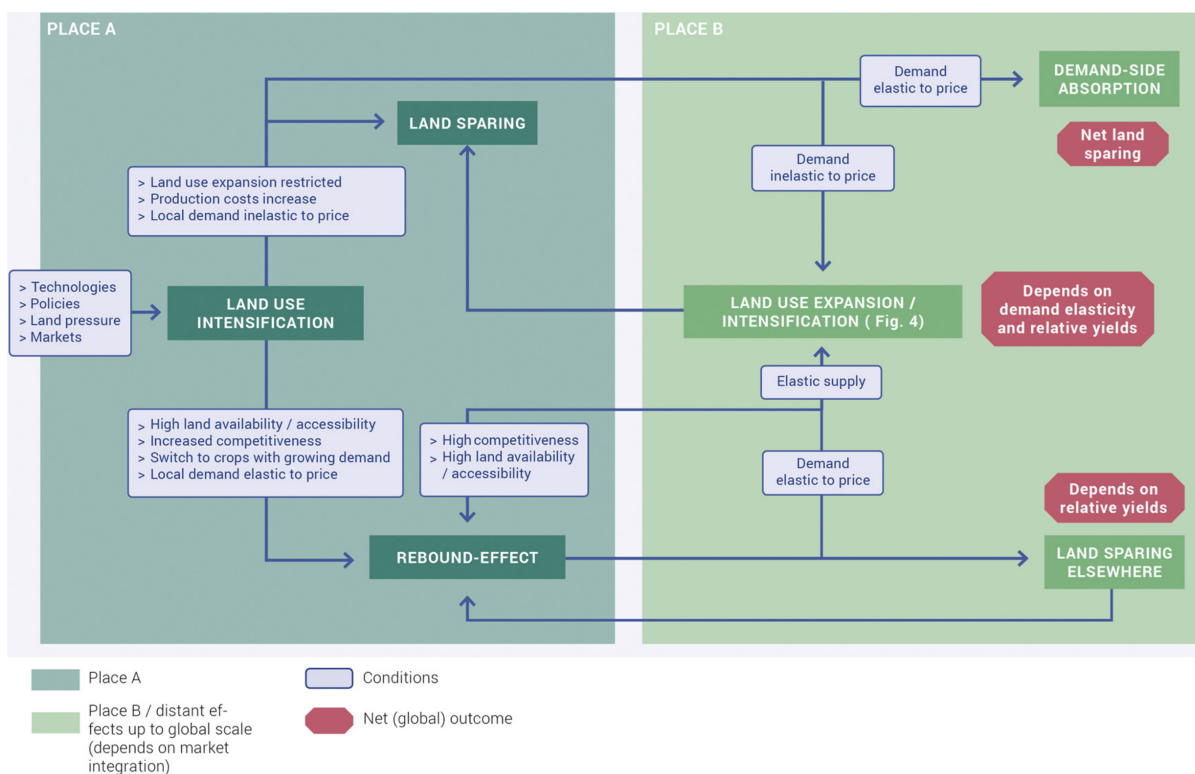 PLACE A
PLACE B
Demand
elastic to price
DEMAND-SIDE
ABSORPTION
LAND SPARING
Net land
sparing
Demand
inelastic to price
> Land use expansion restricted
> Production costs increase
> Local demand inelastic to price
> Technologies
> Policies
> Land pressure
> Markets
LAND USE
INTENSIFICATION
LAND USE EXPANSION /
INTENSIFICATION ( Fig. 4)
Depends on
demand elasticity
and relative yields
Elastic supply
> High land availability / accessibility
> Increased competitiveness
> Switch to crops with growing demand
> Local demand elastic to price
> High competitiveness
> High land availability
/ accessibility
Demand
elastic to price
Depends on
relative yields
REBOUND-EFFECT
LAND SPARING
ELSEWHERE
Place A
Conditions
Place B / distant ef-
fects up to global scale
(depends on market
integration)
Net (global) outcome